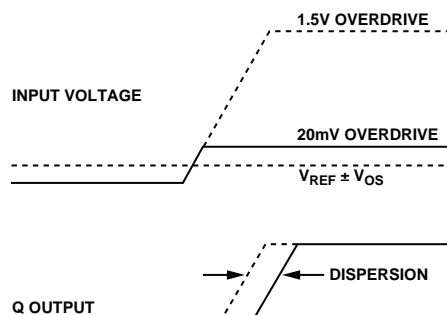 1.5V OVERDRIVE
INPUT VOLTAGE
20mV OVERDRIVE
VREF ± VOS
DISPERSION
Q OUTPUT